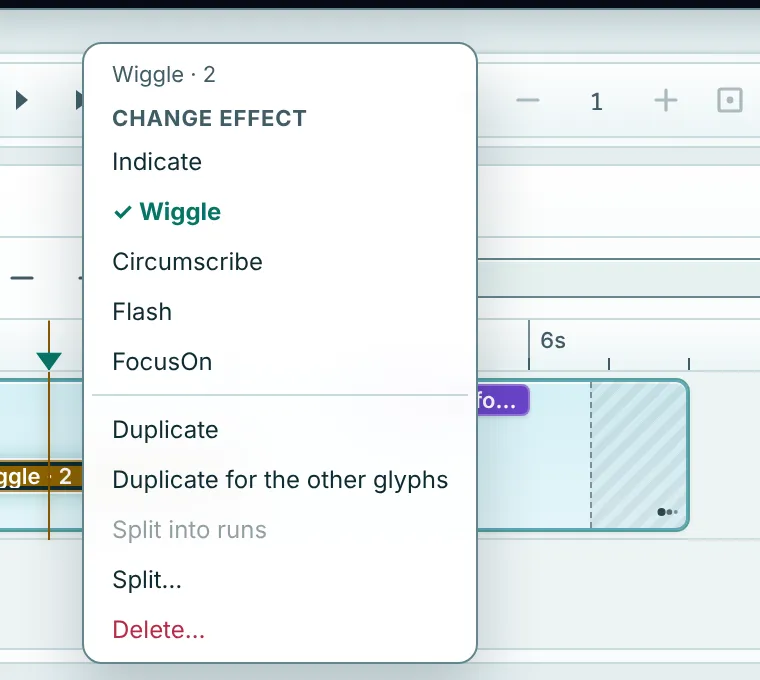 Wiggle · 2
CHANGE EFFECT
Indicate
✓ Wiggle
Circumscribe
Flash
FocusOn
Duplicate
Duplicate for the other glyphs
Split into runs
Split...
Delete...
1
6s
fo...
ggle · 2